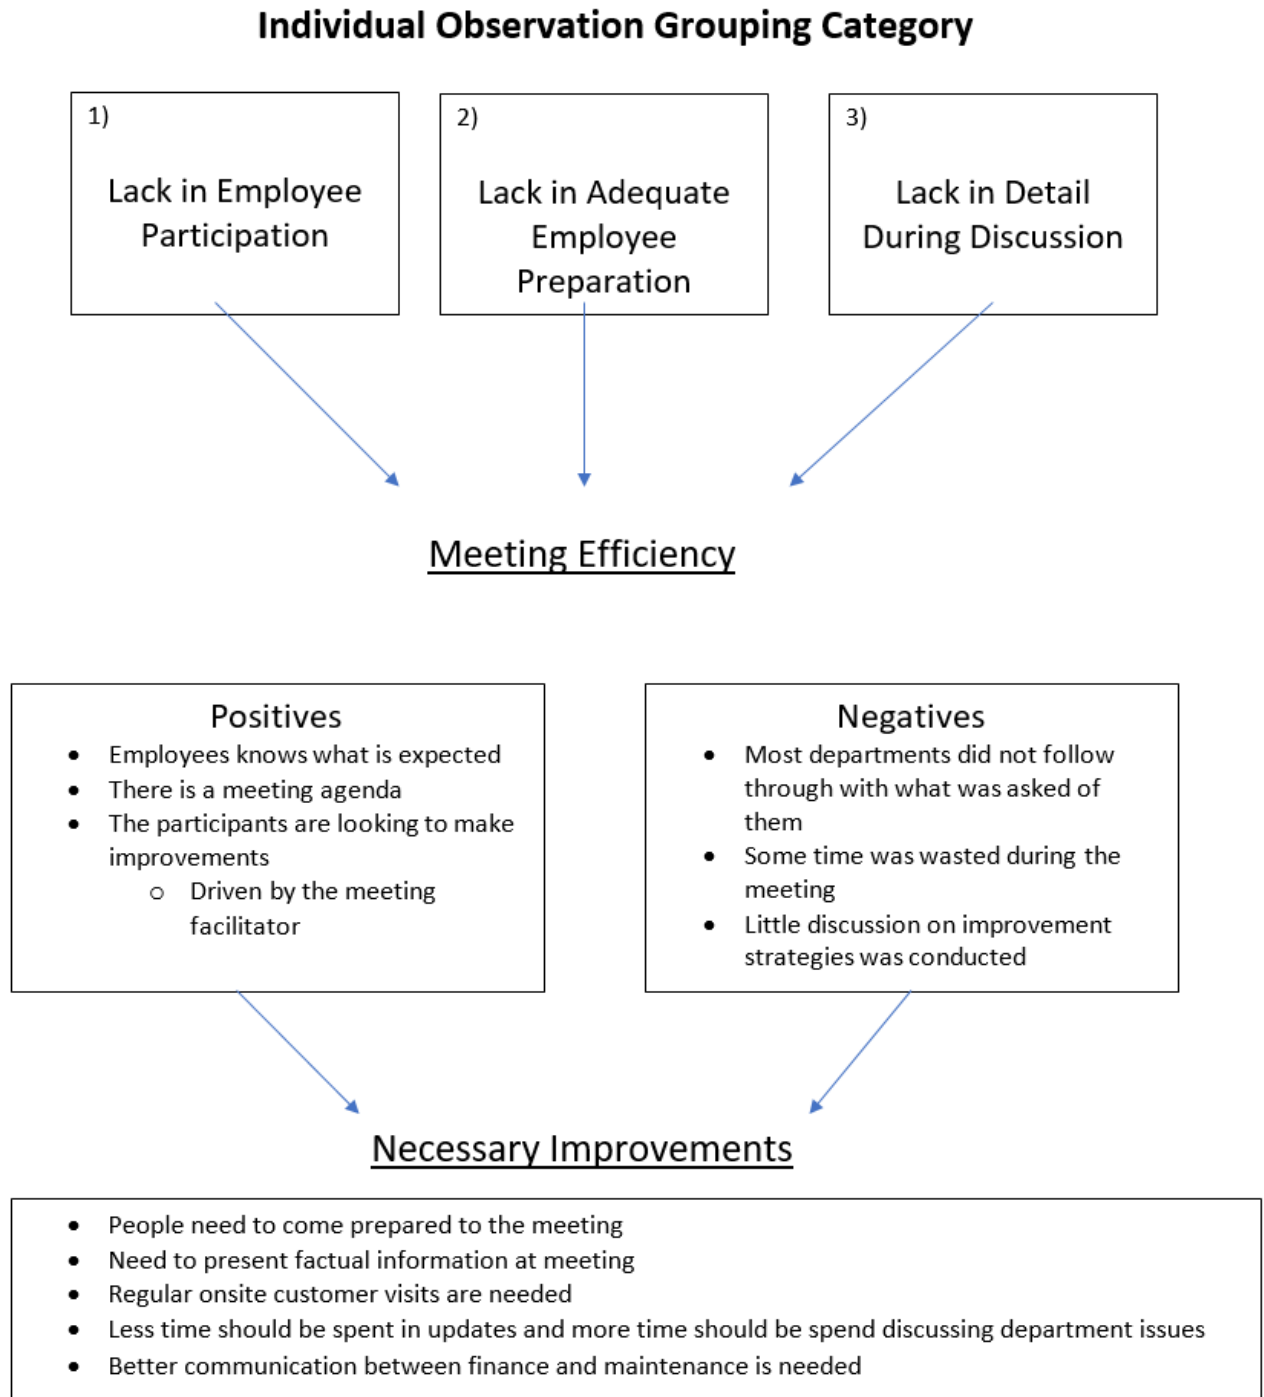 Individual Observation Grouping Category
1)
Lack in Employee
Participation
2)
Lack in Adequate
Employee
Preparation
3)
Lack in Detail
During Discussion
Meeting Efficiency
Positives
• Employees knows what is expected
• There is a meeting agenda
• The participants are looking to make
improvements
o Driven by the meeting
facilitator
Negatives
• Most departments did not follow
through with what was asked of
them
• Some time was wasted during the
meeting
• Little discussion on improvement
strategies was conducted
Necessary Improvements
• People need to come prepared to the meeting
• Need to present factual information at meeting
• Regular onsite customer visits are needed
• Less time should be spent in updates and more time should be spend discussing department issues
• Better communication between finance and maintenance is needed